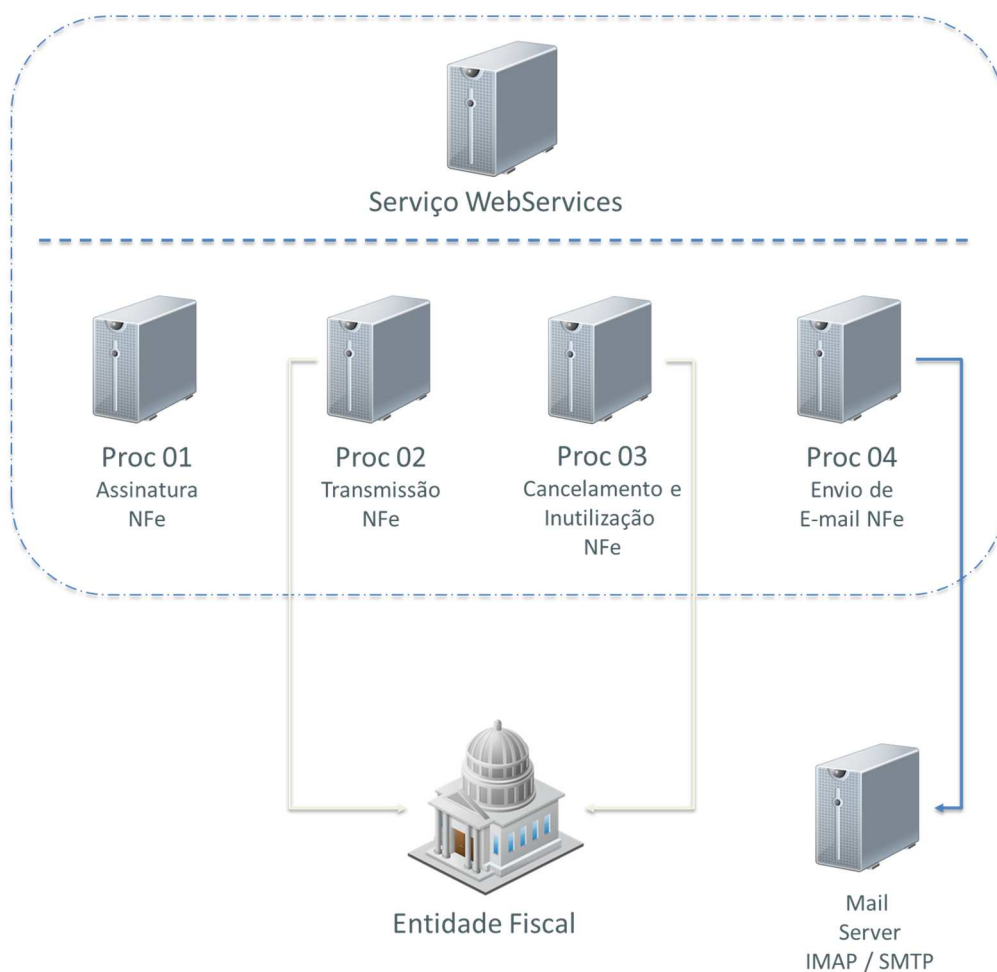 Serviço WebServices
Proc 01
Assinatura
NFe
Proc 02
Transmissão
NFe
Proc 03
Cancelamento e
Inutilização
NFe
Proc 04
Envio de
E-mail NFe
Entidade Fiscal
Mail
Server
IMAP / SMTP